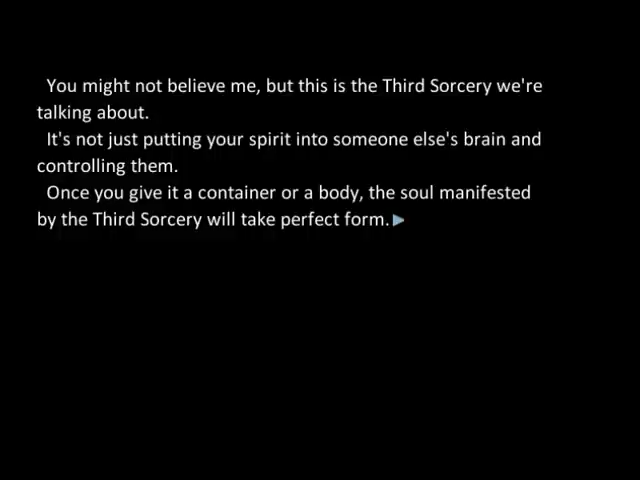 You might not believe me, but this is the Third Sorcery we're
talking about.
It's not just putting your spirit into someone else's brain and
controlling them.
Once you give it a container or a body, the soul manifested
by the Third Sorcery will take perfect form.